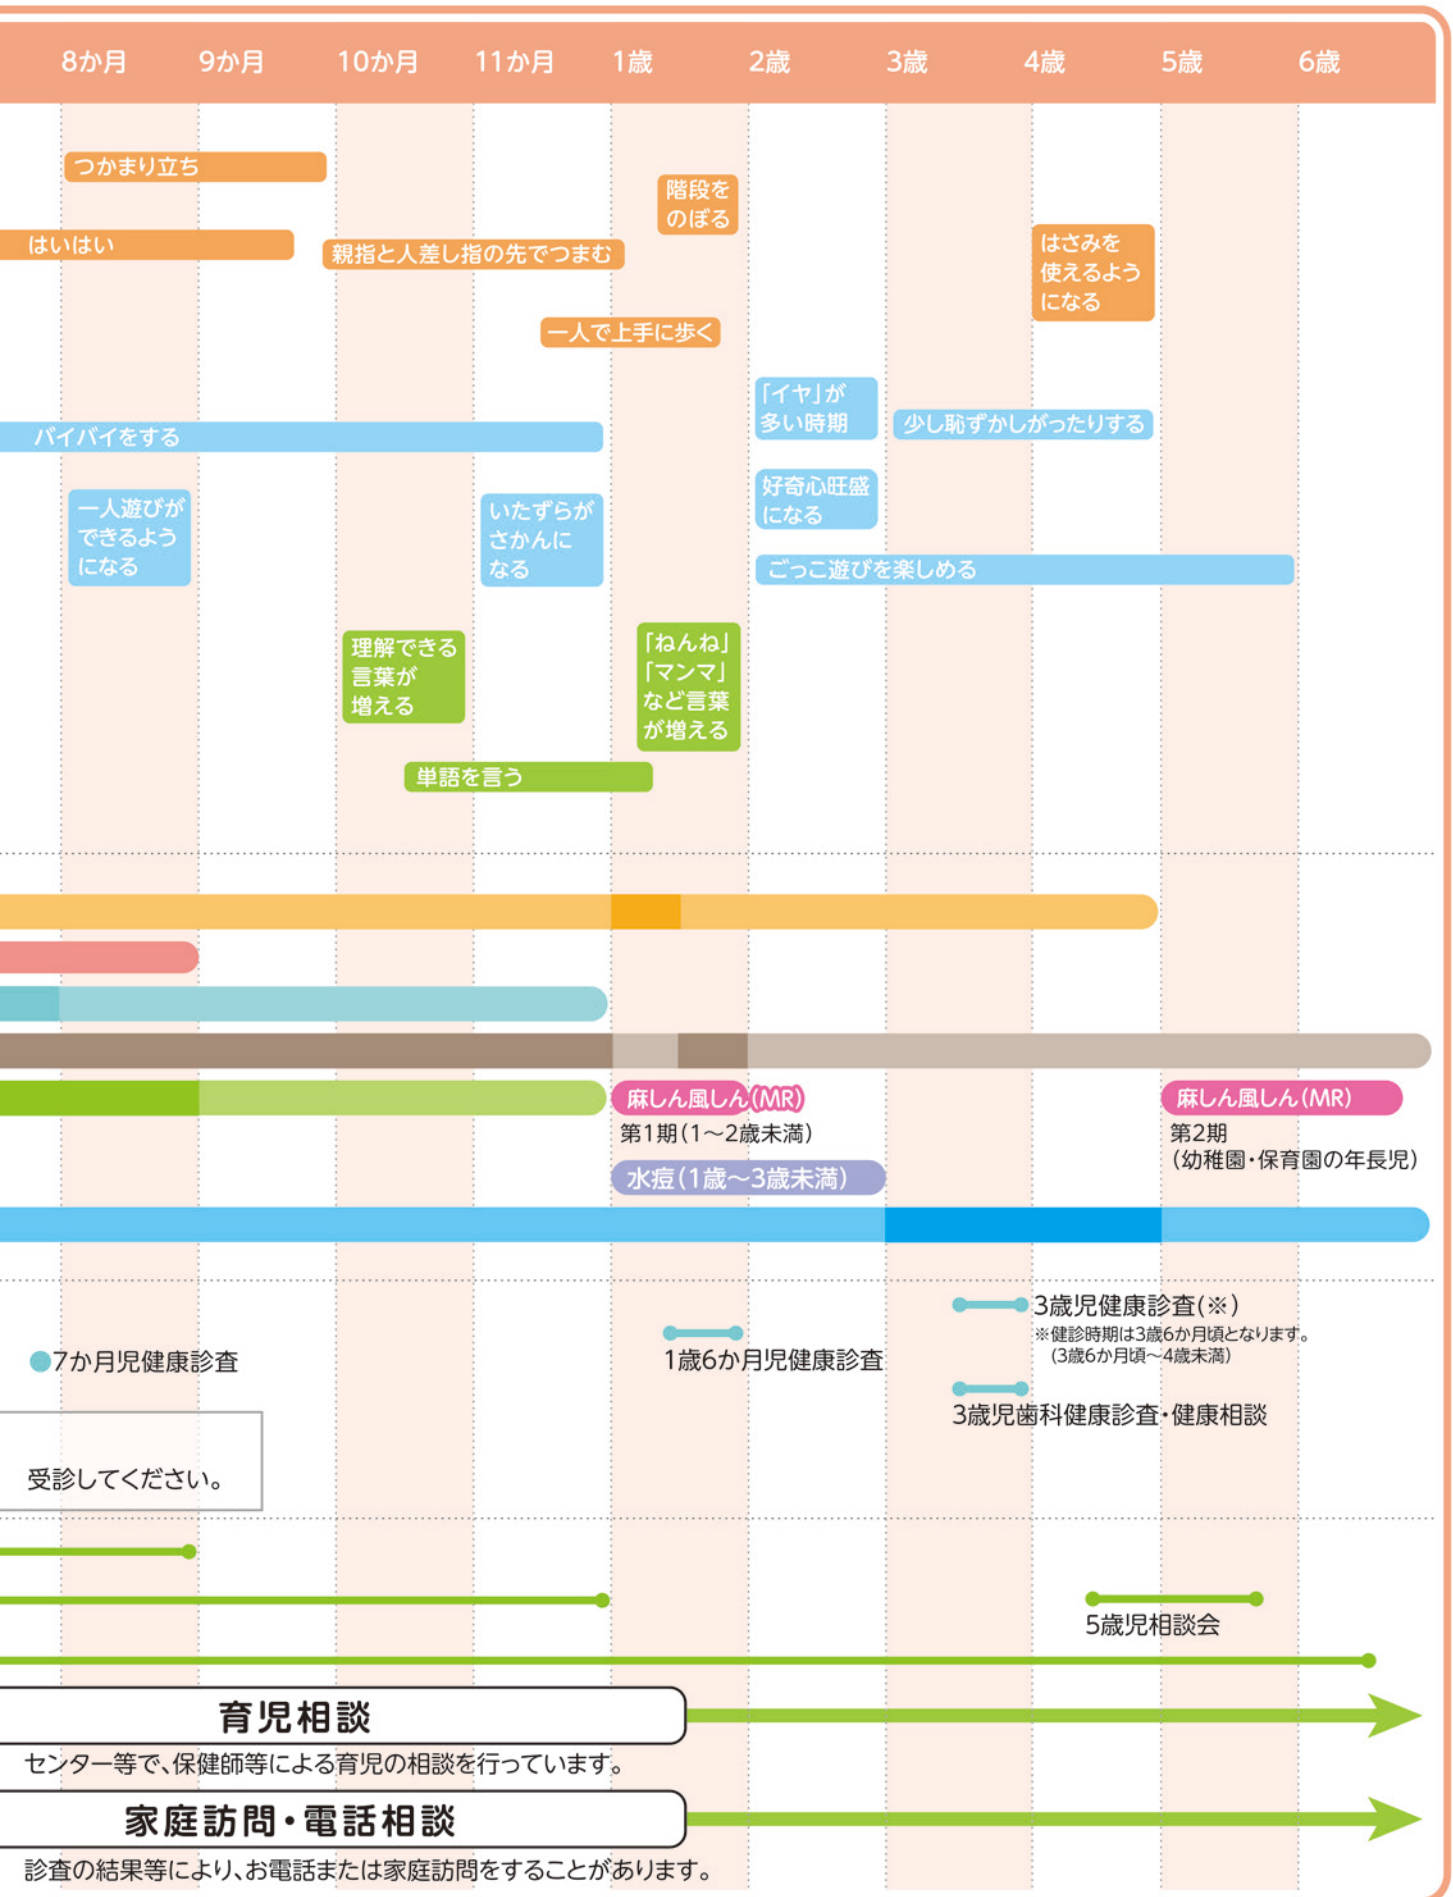 8か月 9か月 10か月 11か月 1歳 2歳 3歳 4歳 5歳 6歳
つかまり立ち
階段を
のぼる
はいはい
親指と人差し指の先でつまむ
はさみを
使えるよう
になる
一人で上手に歩く
「イヤ」が
多い時期
少し恥ずかしがったりする
バイバイをする
好奇心旺盛
になる
一人遊びが
できるよう
になる
いたずらが
さかんに
なる
ごっこ遊びを楽しめる
理解できる
言葉が
増える
「ねんね」
「マンマ」
など言葉
が増える
単語を言う
麻しん風しん(MR)
第1期(1〜2歳未満)
麻しん風しん(MR)
第2期
(幼稚園・保育園の年長児)
水痘(1歳〜3歳未満)
3歳児健康診査(※)
※健診時期は3歳6か月頃となります。
(3歳6か月頃〜4歳未満)
7か月児健康診査
1歳6か月児健康診査
3歳児歯科健康診査・健康相談
受診してください。
5歳児相談会
育児相談
センター等で、保健師等による育児の相談を行っています。
家庭訪問・電話相談
診査の結果等により、お電話または家庭訪問をすることがあります。